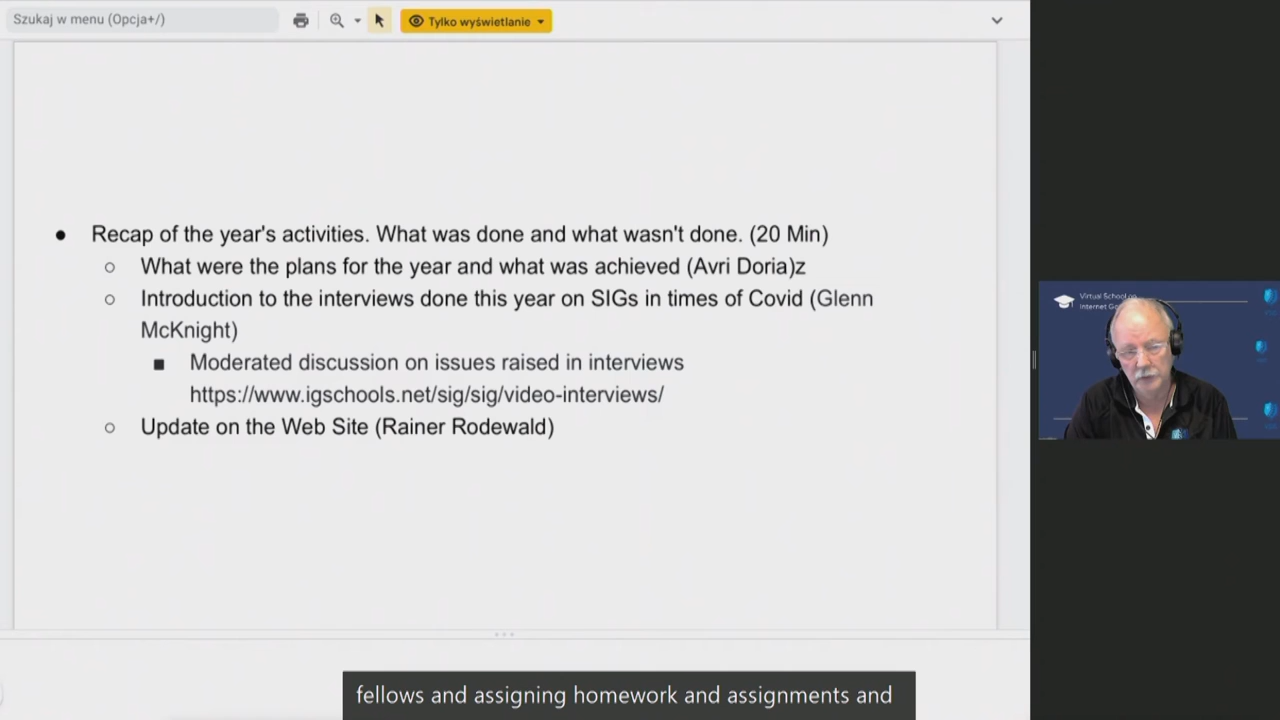 Szukaj w menu (Opcja+/)
Tylko wyświetlanie
● Recap of the year's activities. What was done and what wasn't done. (20 Min)
○ What were the plans for the year and what was achieved (Avri Doria)z
○ Introduction to the interviews done this year on SIGs in times of Covid (Glenn
McKnight)
■ Moderated discussion on issues raised in interviews
https://www.igschools.net/sig/sig/video-interviews/
○ Update on the Web Site (Rainer Rodewald)
Virtual School on
Internet
fellows and assigning homework and assignments and